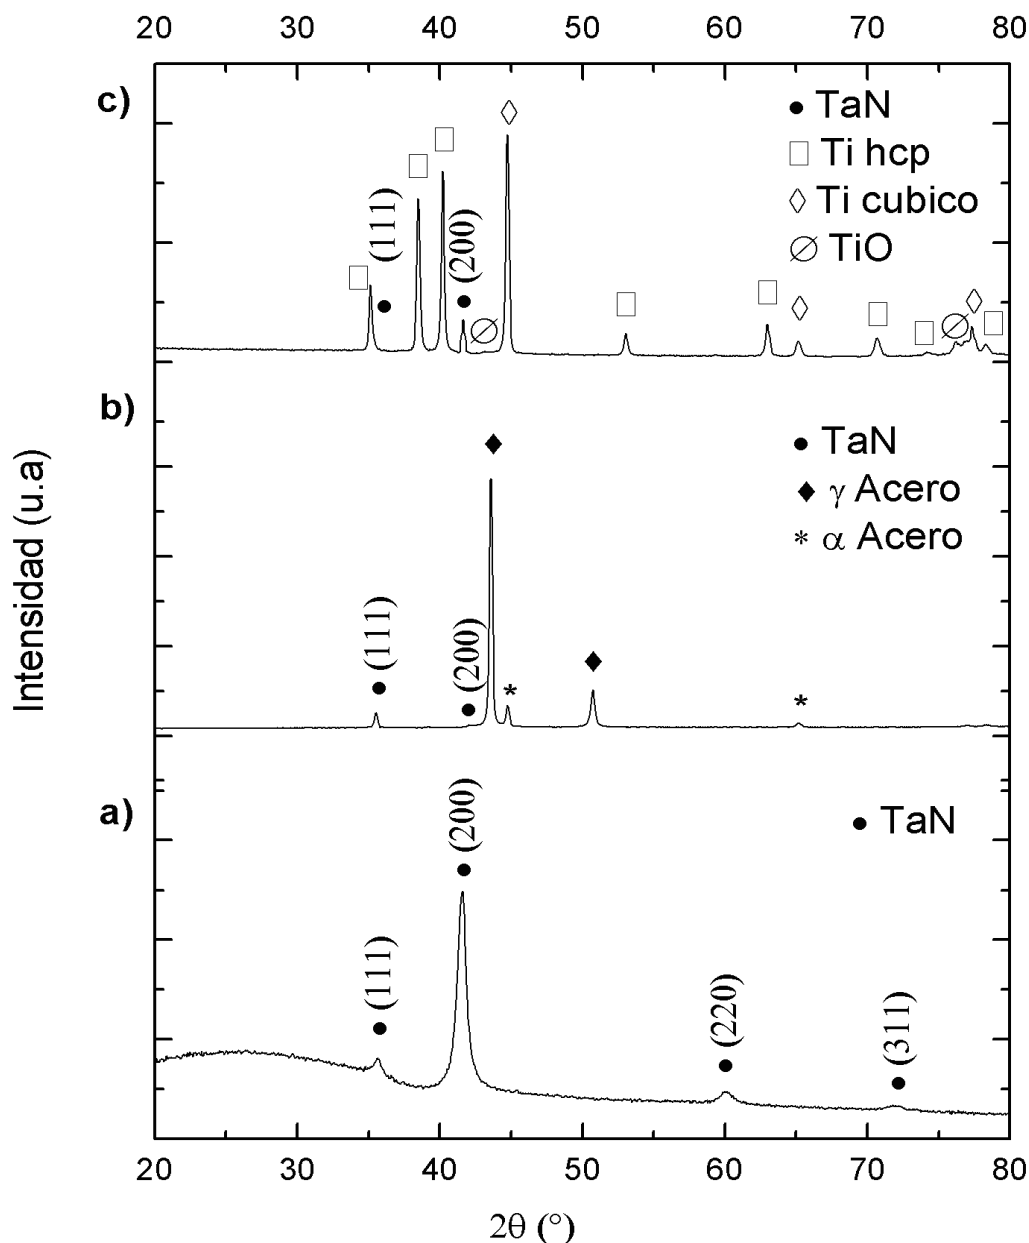 20 30 40 50 60 70 80
c)
TaN
Ti hcp
Ti cubico
TiO
(111)
(200)
b)
TaN
γ Acero
* α Acero
(111)
(200)
*
*
a)
TaN
(200)
(111)
(220)
(311)
Intensidad (u.a)
20 30 40 50 60 70 80
2θ (°)